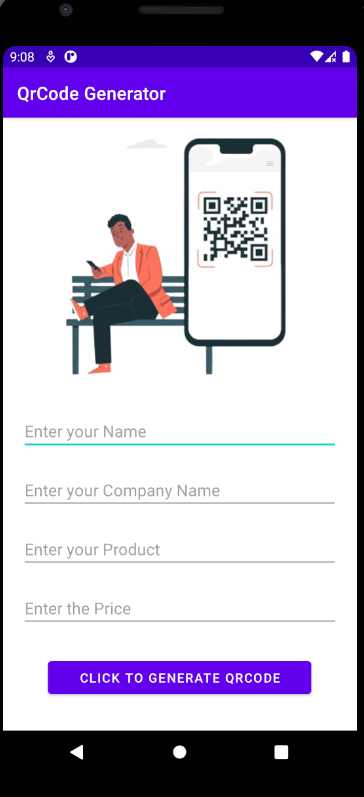 9:08
QrCode Generator
Enter your Name
Enter your Company Name
Enter your Product
Enter the Price
CLICK TO GENERATE QRCODE